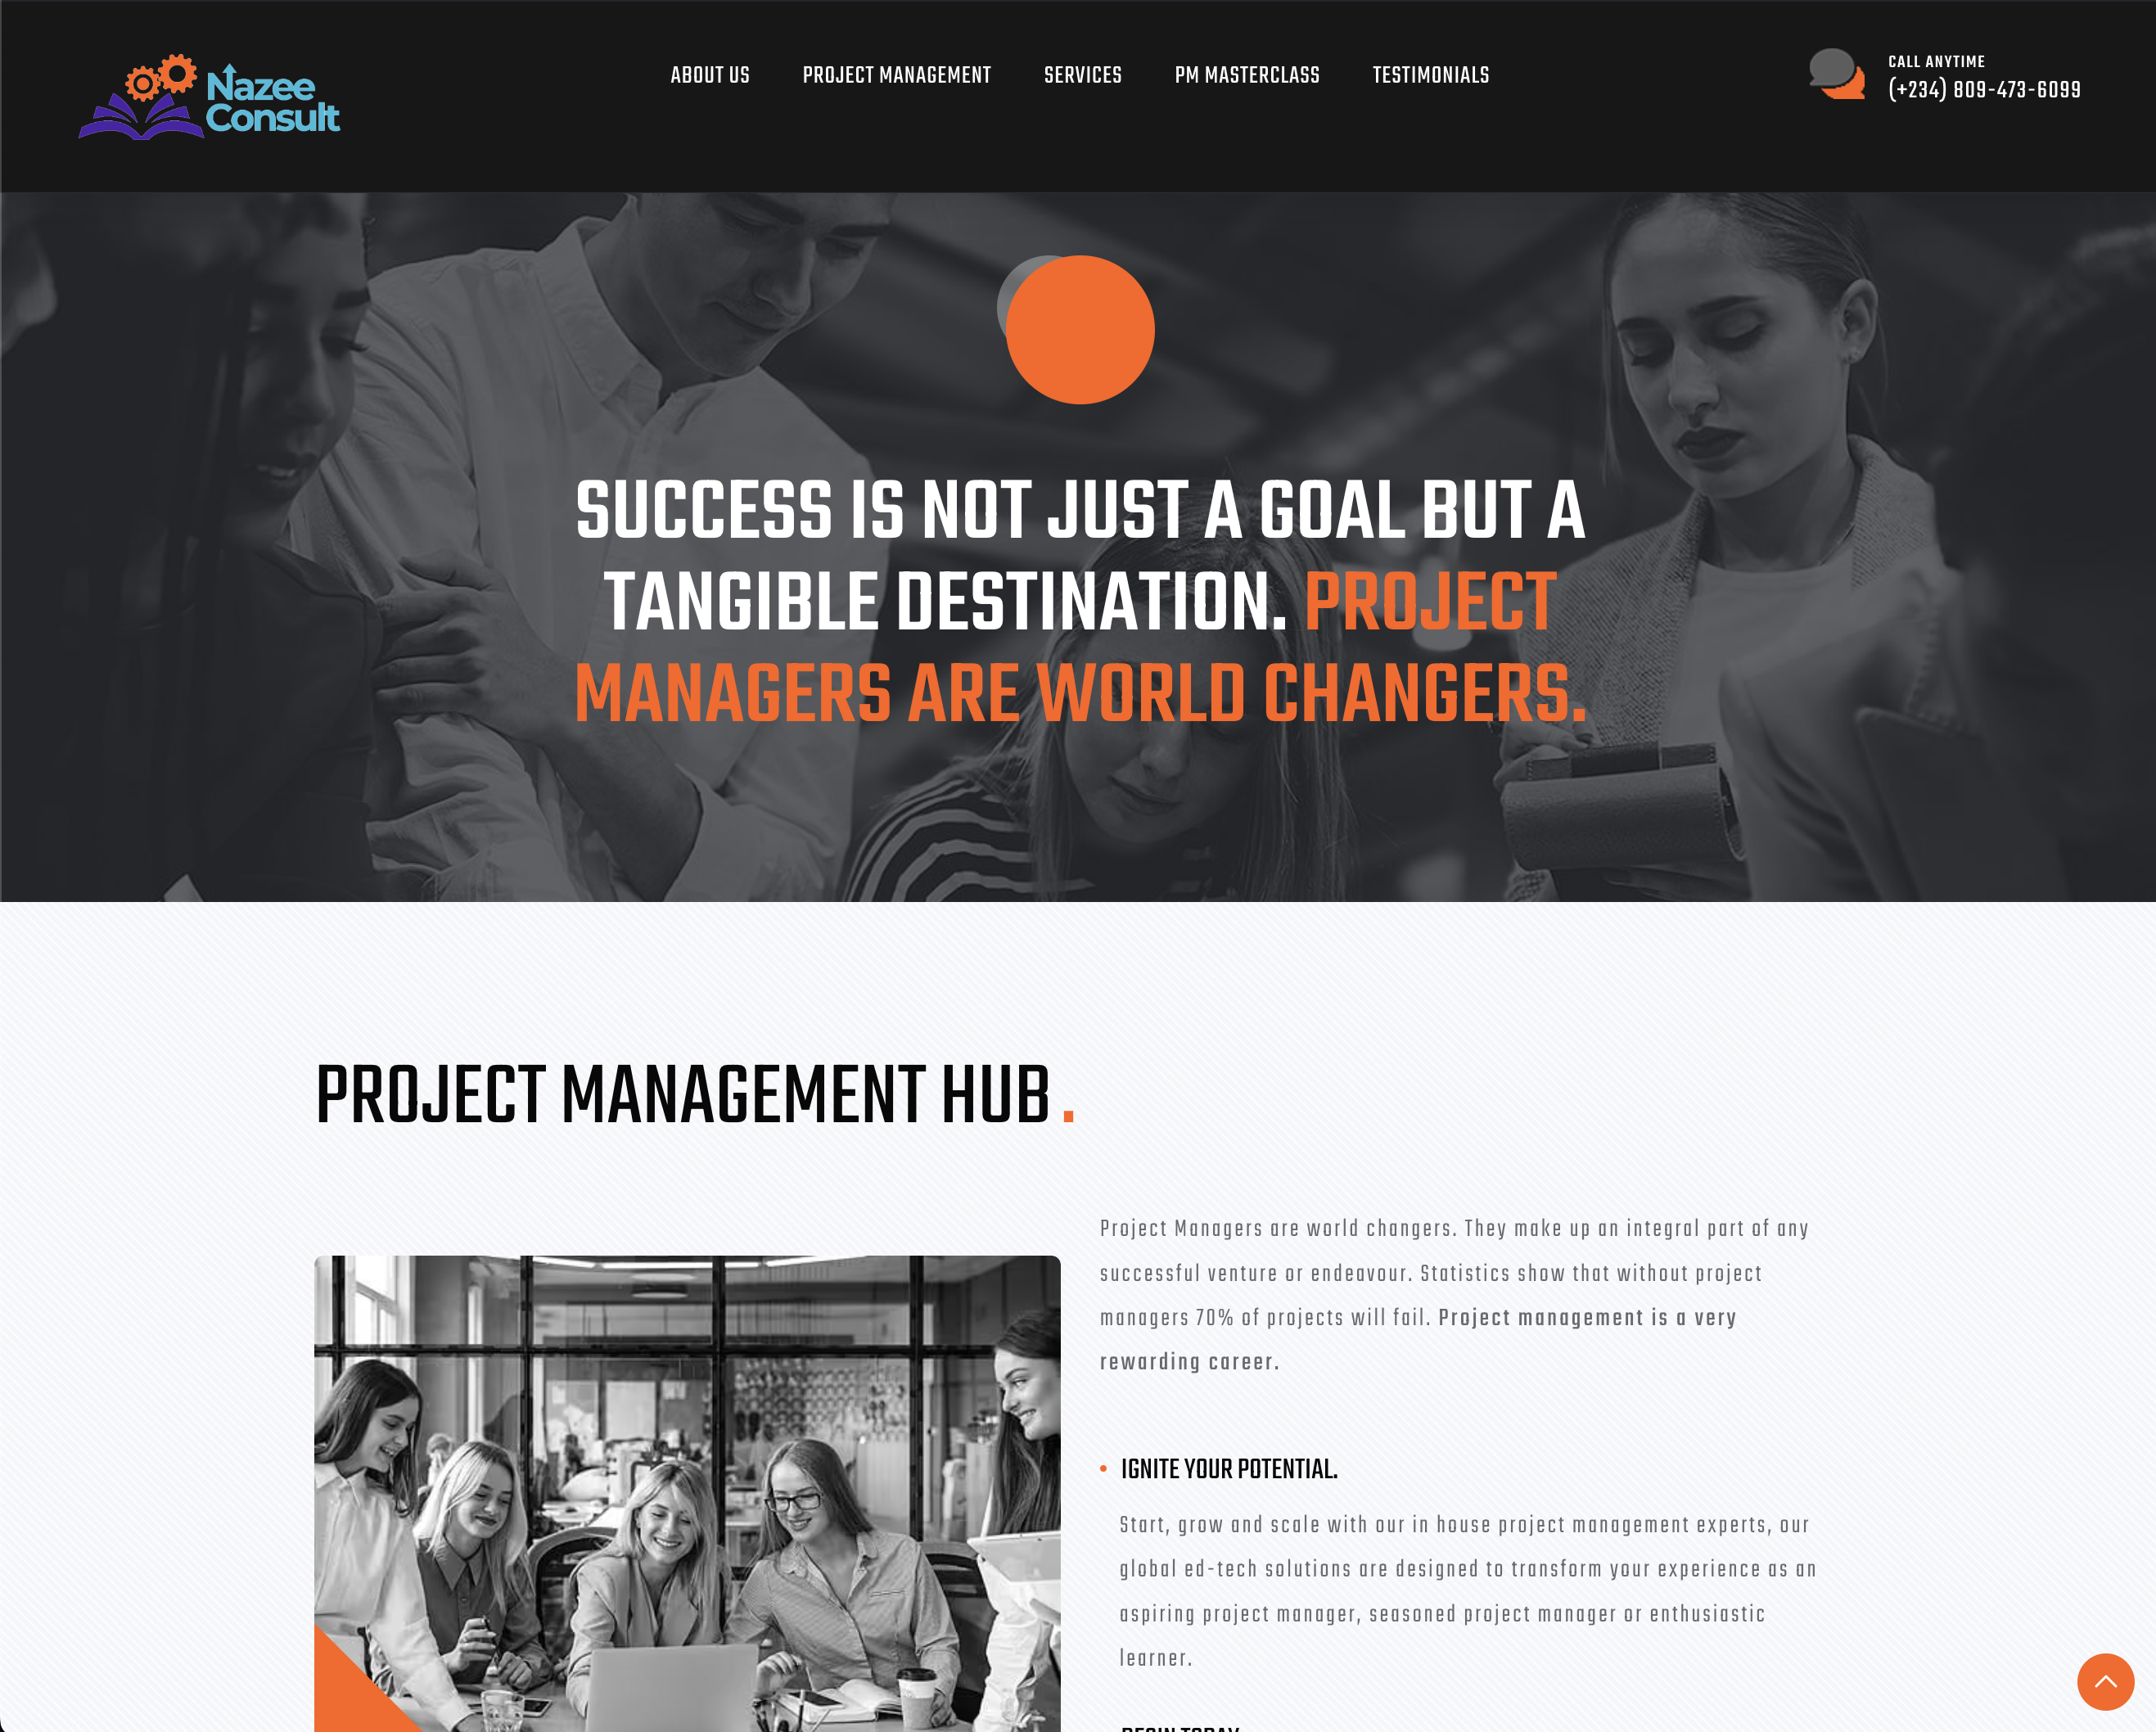 Nazee
Consult
ABOUT US
PROJECT MANAGEMENT
SERVICES
PM MASTERCLASS
TESTIMONIALS
CALL ANYTIME
(+234) 809-473-6099
SUCCESS IS NOT JUST A GOAL BUT A
TANGIBLE DESTINATION. PROJECT
MANAGERS ARE WORLD CHANGERS.
PROJECT MANAGEMENT HUB.
Project Managers are world changers. They make up an integral part of any
successful venture or endeavour. Statistics show that without project
managers 70% of projects will fail. Project management is a very
rewarding career.
IGNITE YOUR POTENTIAL.
Start, grow and scale with our in house project management experts, our
global ed-tech solutions are designed to transform your experience as an
aspiring project manager, seasoned project manager or enthusiastic
learner.
BEGIN TODAY